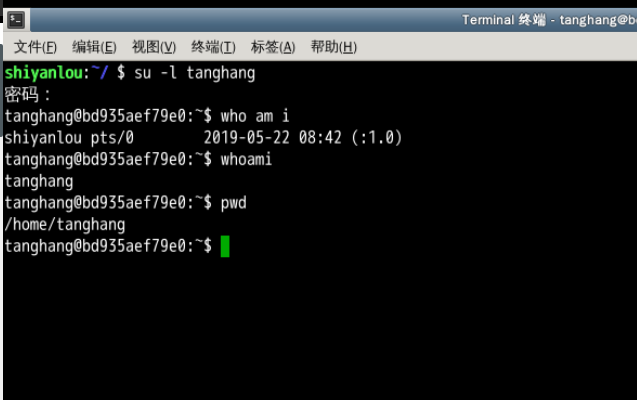 Terminal 终端 - tanghang@b
文件(F) 编辑(E) 视图(V) 终端(T) 标签(A) 帮助(H)
shiyanlou:~/ $ su -l tanghang
密码：
tanghang@bd935aef79e0:~$ who am i
shiyanlou pts/0        2019-05-22 08:42 (:1.0)
tanghang@bd935aef79e0:~$ whoami
tanghang
tanghang@bd935aef79e0:~$ pwd
/home/tanghang
tanghang@bd935aef79e0:~$